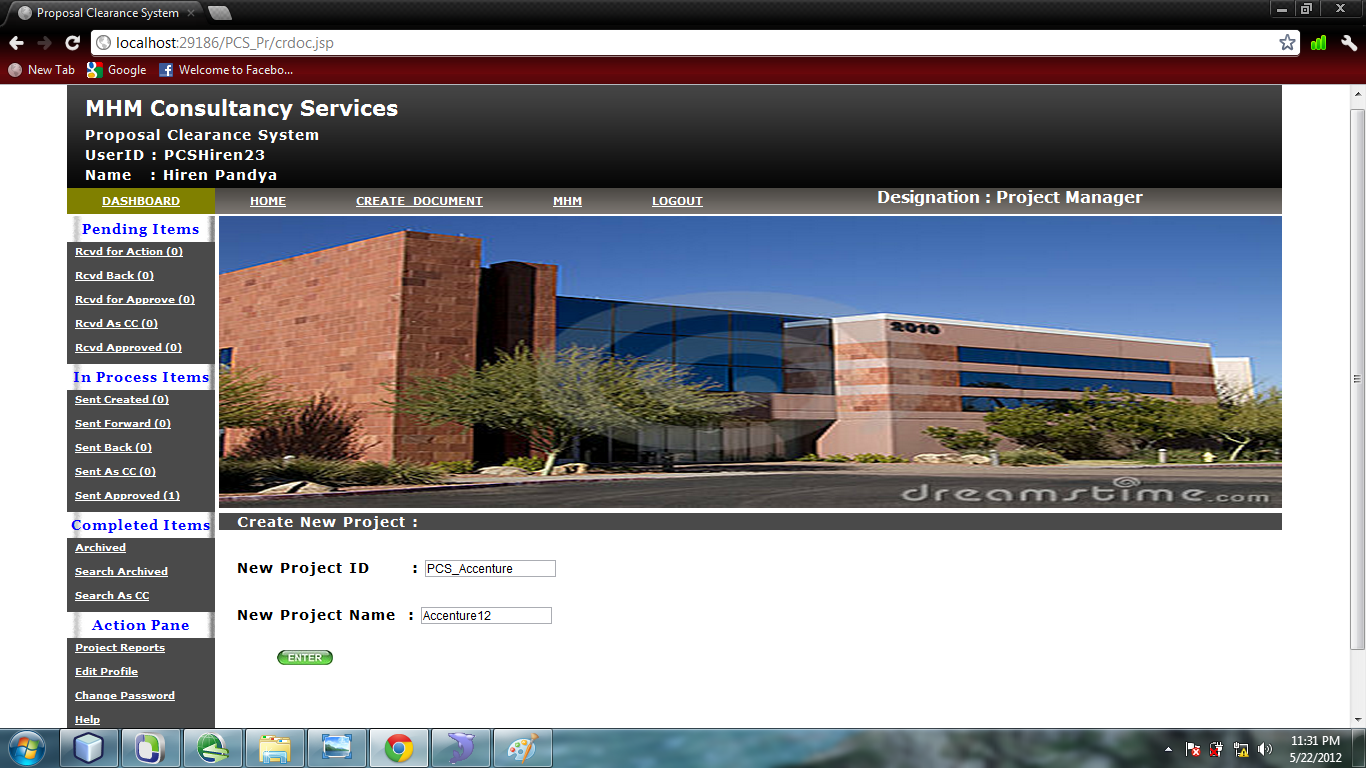 Proposal Clearance System
localhost:29186/PCS_Pr/crdoc.jsp
New Tab Google Welcome to Facebo...
MHM Consultancy Services
Proposal Clearance System
UserID : PCSHiren23
Name : Hiren Pandya
DASHBOARD HOME CREATE DOCUMENT MHM LOGOUT Designation : Project Manager
Pending Items
Rcvd for Action (0)
Rcvd Back (0)
Rcvd for Approve (0)
Rcvd As CC (0)
Rcvd Approved (0)
In Process Items
Sent Created (0)
Sent Forward (0)
Sent Back (0)
Sent As CC (0)
Sent Approved (1)
Completed Items
Archived
Search Archived
Search As CC
Action Pane
Project Reports
Edit Profile
Change Password
Help
2010
dreamstime.com
Create New Project :
New Project ID : PCS_Accenture
New Project Name : Accenture12
ENTER
11:31 PM
5/22/2012